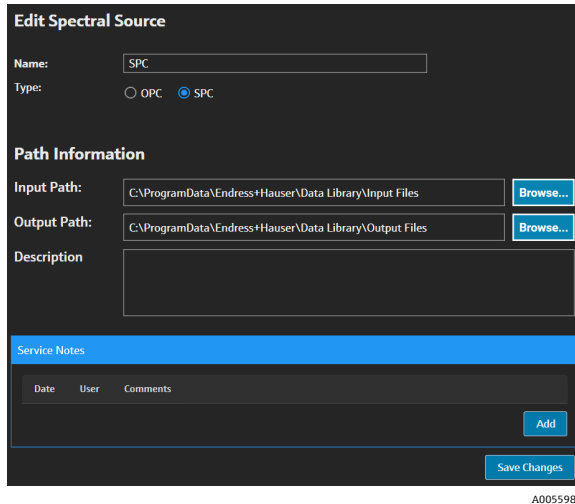 Edit Spectral Source
Name: SPC
Type: OPC SPC
Path Information
Input Path: C:\ProgramData\Endress+Hauser\Data Library\Input Files Browse...
Output Path: C:\ProgramData\Endress+Hauser\Data Library\Output Files Browse...
Description
Service Notes
Date User Comments
Add
Save Changes
A005598